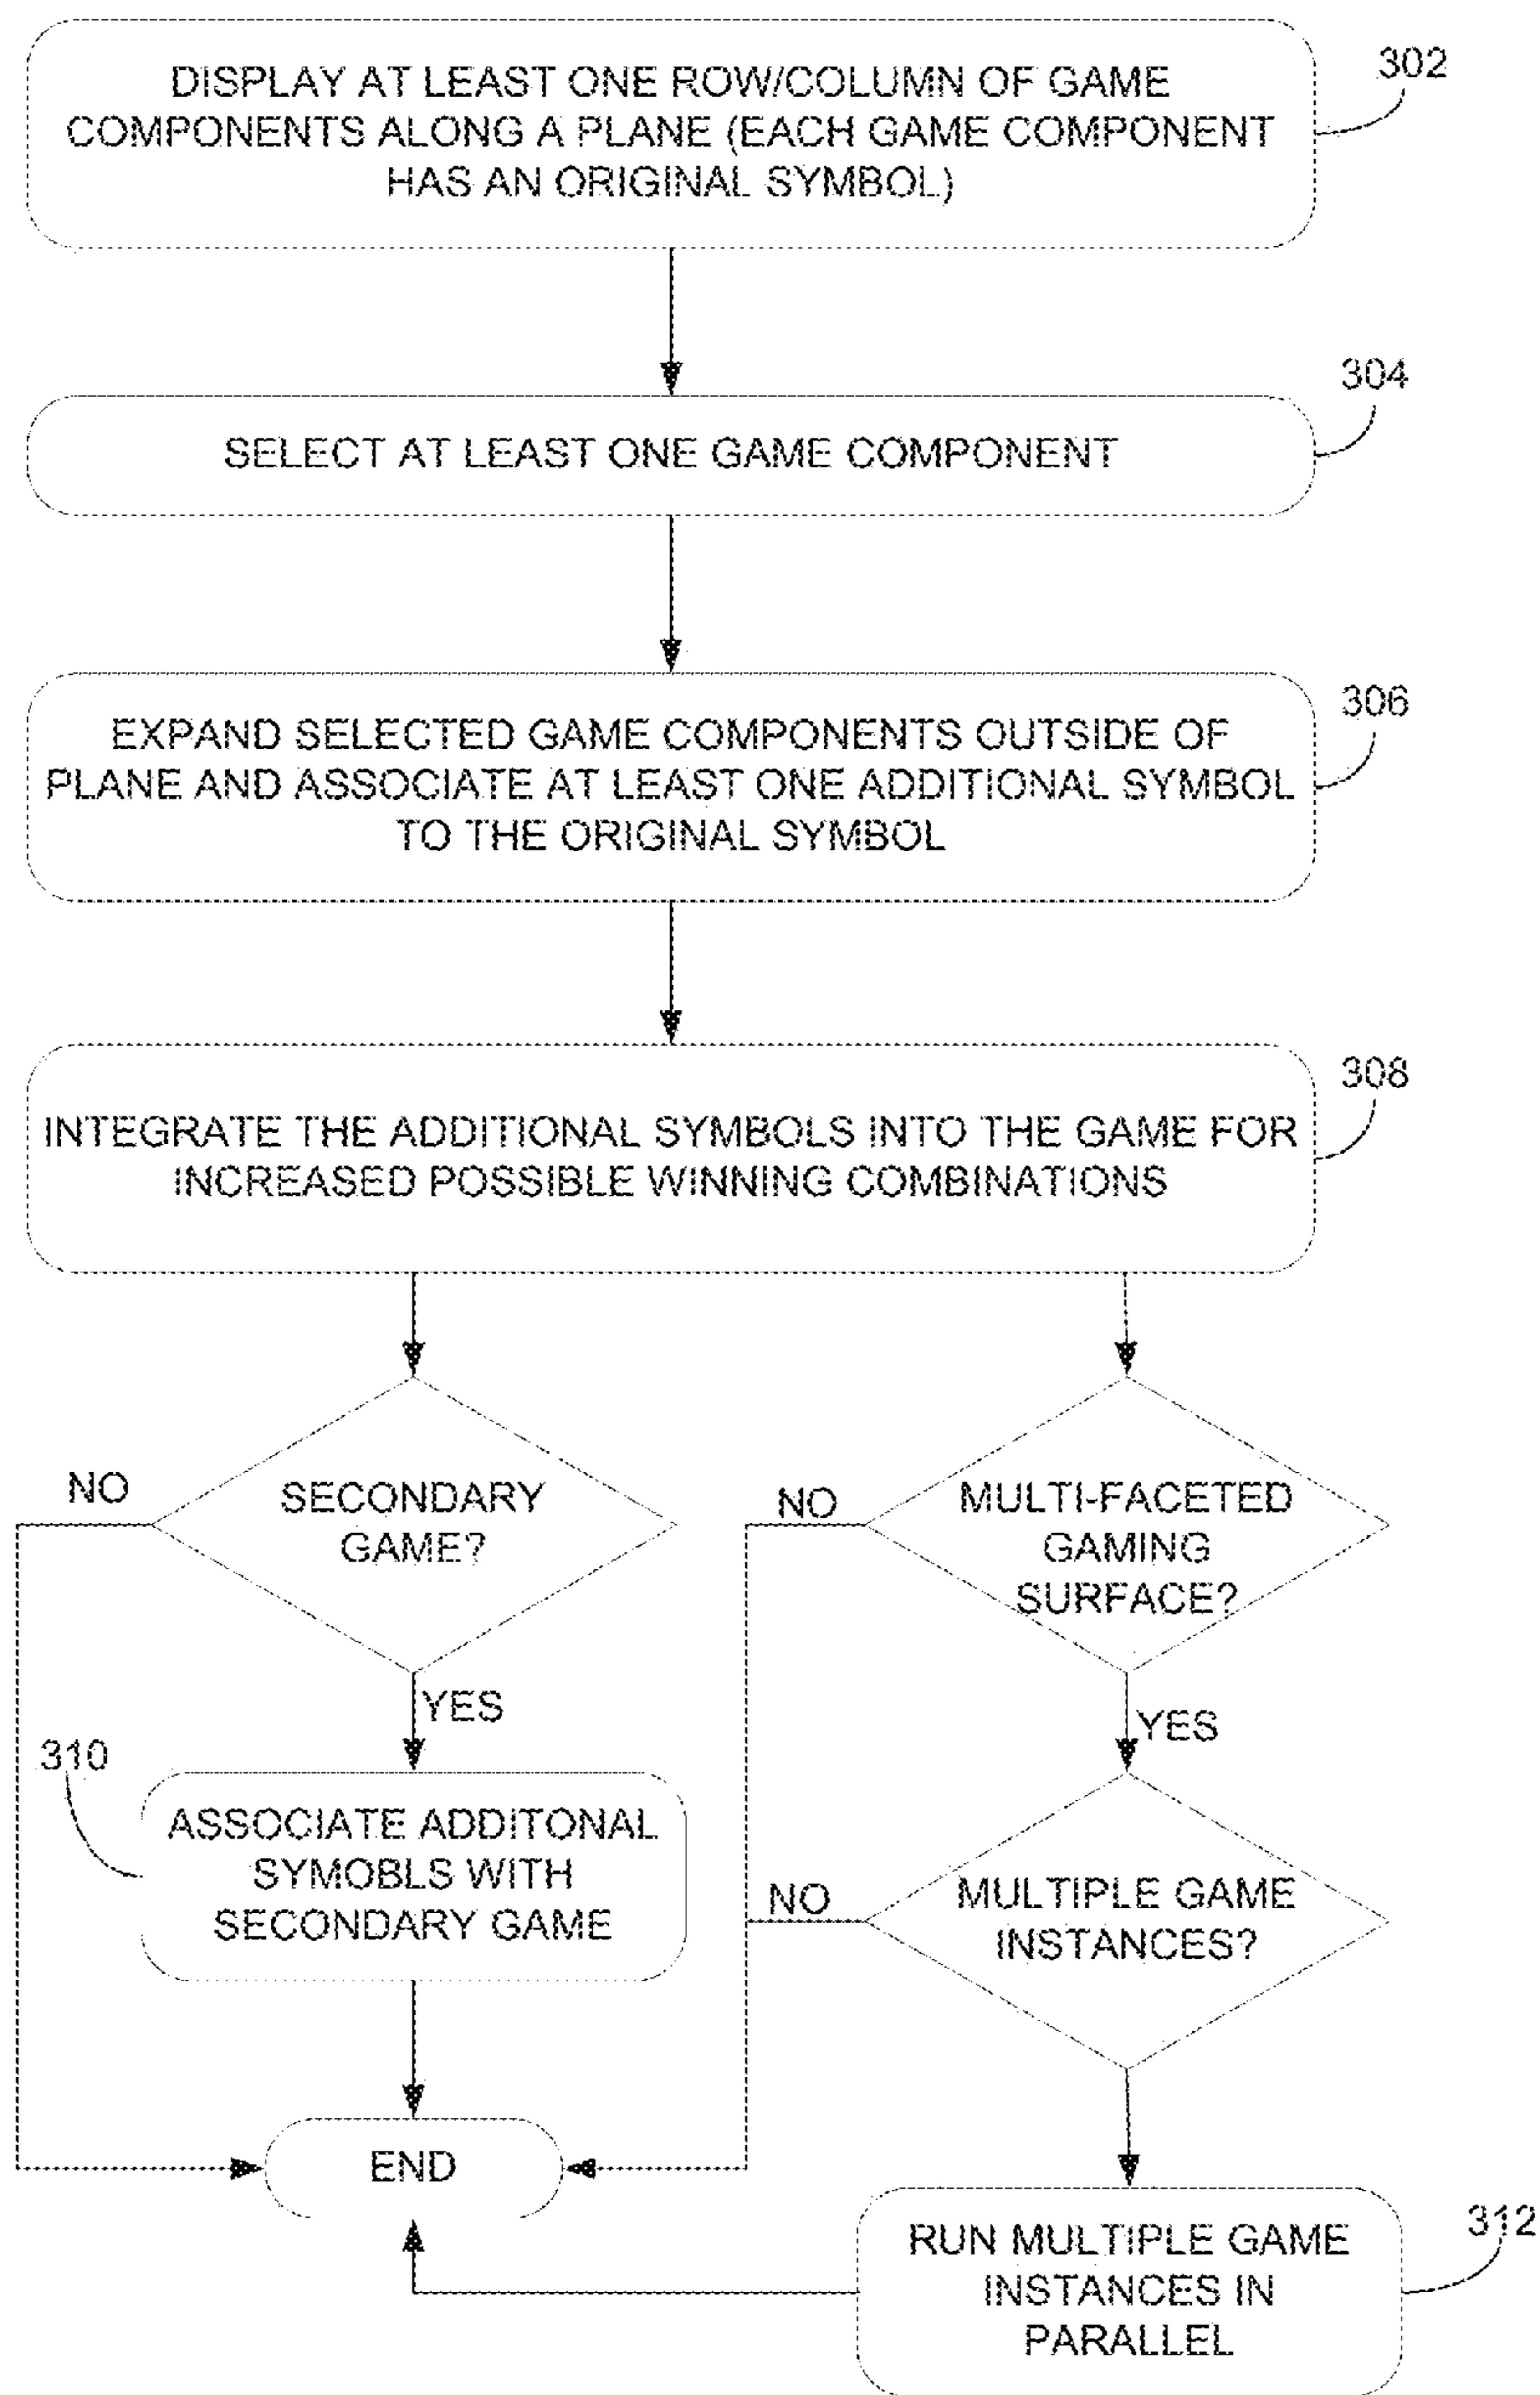 DISPLAY AT LEAST ONE ROW/COLUMN OF GAME
COMPONENTS ALONG A PLANE (EACH GAME COMPONENT
HAS AN ORIGINAL SYMBOL)
302
SELECT AT LEAST ONE GAME COMPONENT
304
EXPAND SELECTED GAME COMPONENTS OUTSIDE OF
PLANE AND ASSOCIATE AT LEAST ONE ADDITIONAL SYMBOL
TO THE ORIGINAL SYMBOL
306
INTEGRATE THE ADDITIONAL SYMBOLS INTO THE GAME FOR
INCREASED POSSIBLE WINNING COMBINATIONS
308
NO
SECONDARY
GAME?
YES
310
ASSOCIATE ADDITONAL
SYMOBLS WITH
SECONDARY GAME
END
NO
MULTI-FACETED
GAMING
SURFACE?
YES
NO
MULTIPLE GAME
INSTANCES?
RUN MULTIPLE GAME
INSTANCES IN
PARALLEL
312